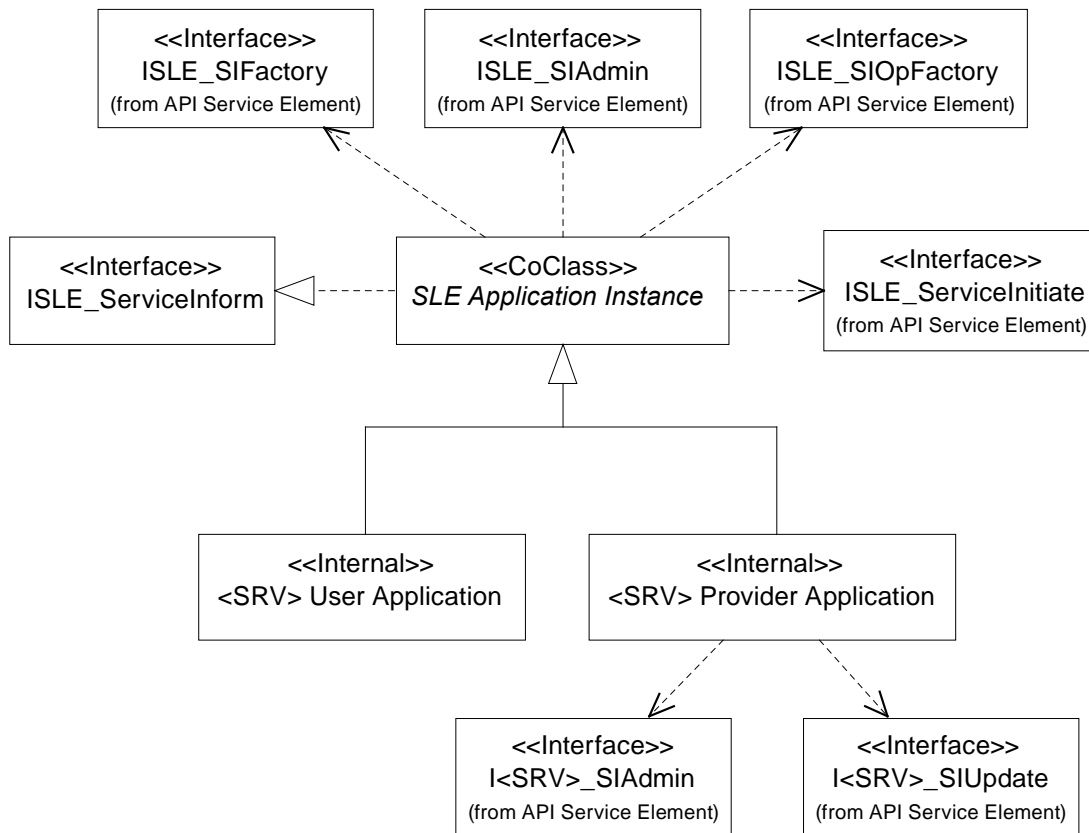 <<Interface>>
ISLE_SIFactory
(from API Service Element)
<<Interface>>
ISLE_SIAdmin
(from API Service Element)
<<Interface>>
ISLE_SIOpFactory
(from API Service Element)
<<Interface>>
ISLE_ServiceInform
<<CoClass>>
SLE Application Instance
<<Interface>>
ISLE_ServiceInitiate
(from API Service Element)
<<Internal>>
<SRV> User Application
<<Internal>>
<SRV> Provider Application
<<Interface>>
I<SRV>_SIAdmin
(from API Service Element)
<<Interface>>
I<SRV>_SIUpdate
(from API Service Element)